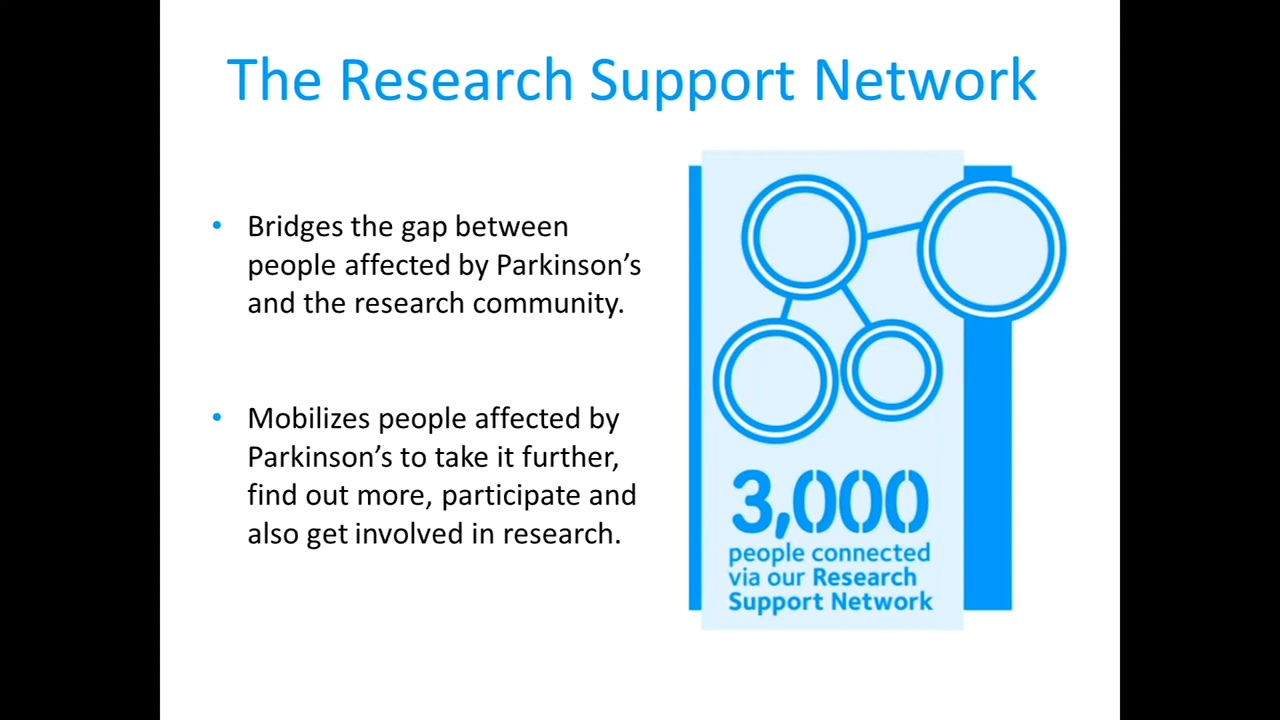 The Research Support Network
• Bridges the gap between
people affected by Parkinson’s
and the research community.
• Mobilizes people affected by
Parkinson’s to take it further,
find out more, participate and
also get involved in research.
3,000
people connected
via our Research
Support Network